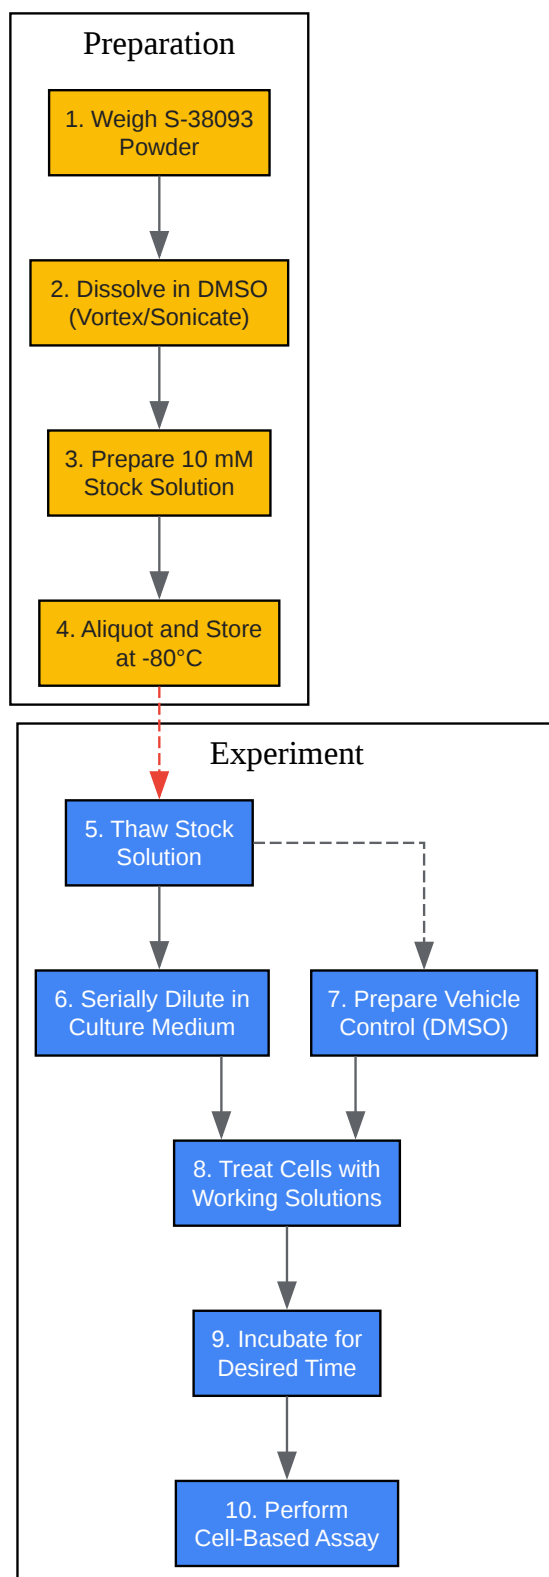 Preparation
1. Weigh S-38093
Powder
2. Dissolve in DMSO
(Vortex/Sonicate)
3. Prepare 10 mM
Stock Solution
4. Aliquot and Store
at -80°C
Experiment
5. Thaw Stock
Solution
6. Serially Dilute in
Culture Medium
7. Prepare Vehicle
Control (DMSO)
8. Treat Cells with
Working Solutions
9. Incubate for
Desired Time
10. Perform
Cell-Based Assay